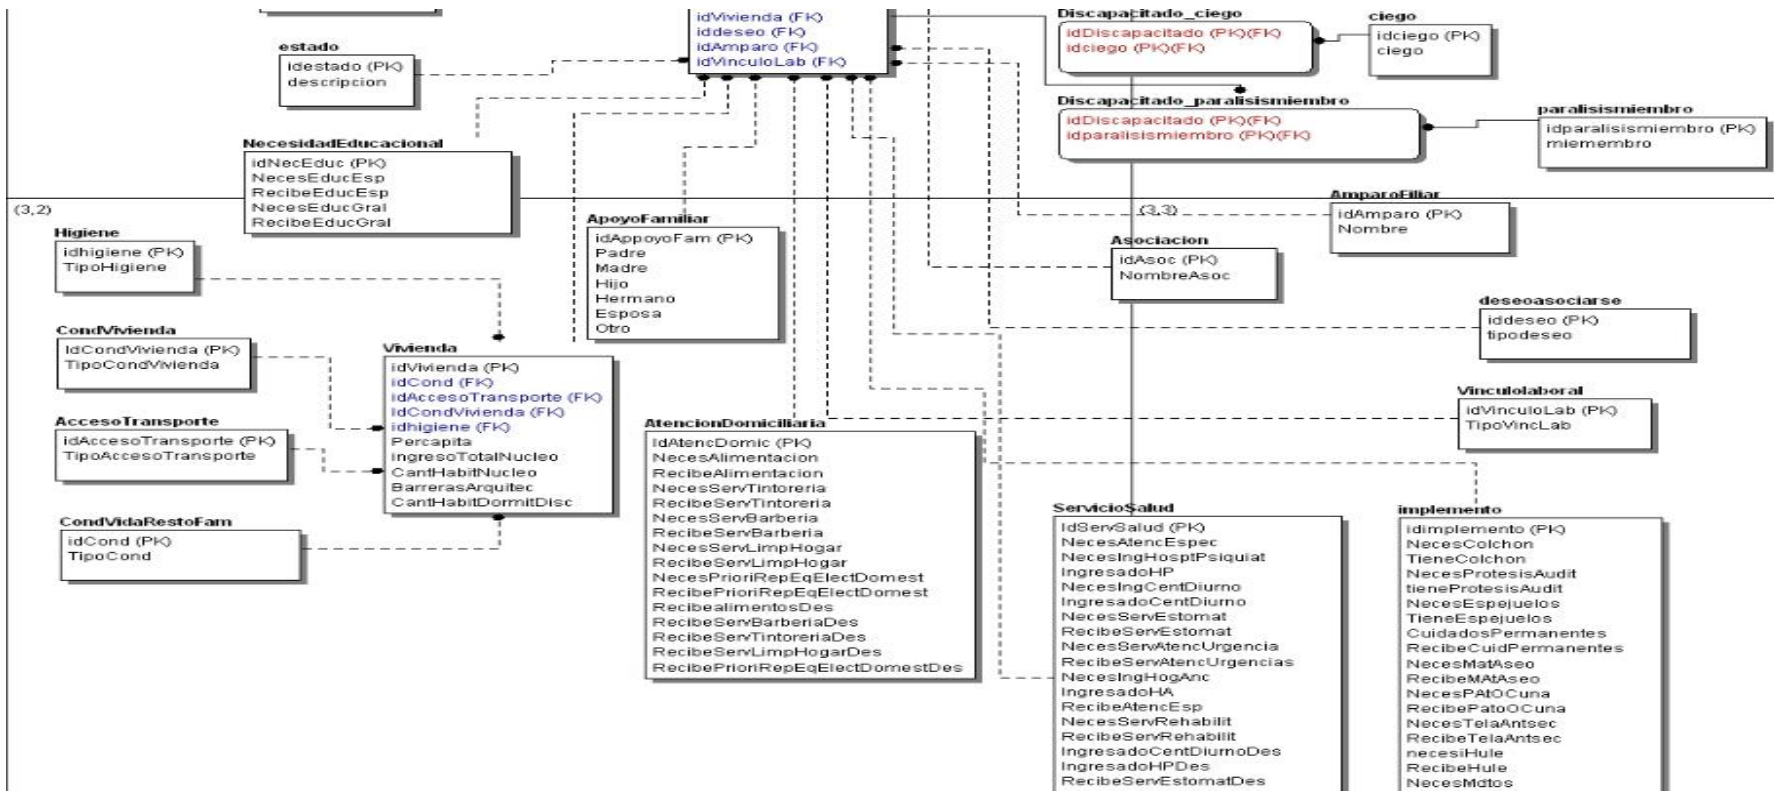 idVivienda (FK)
iddeseo (FK)
idAmparo (FK)
idVinculoLab (FK)
Discapacitado_ciego
idDiscapacitado (PK)(FK)
idciego (PK)(FK)
ciego
idciego (PK)
ciego
estado
idestado (PK)
descripcion
Discapacitado_paralisismiembro
idDiscapacitado (PK)(FK)
idparalisismiembro (PK)(FK)
paralisismiembro
idparalisismiembro (PK)
miemembro
NecesidadEducacional
idNecEduc (PK)
NecesEducEsp
RecibeEducEsp
NecesEducGral
RecibeEducGral
(3,2)
(3,3)
AmparoFiliar
idAmparo (PK)
Nombre
Higiene
idhigiene (PK)
TipoHigiene
ApoyoFamiliar
idAppoyoFam (PK)
Padre
Madre
Hijo
Hermano
Esposa
Otro
Asociacion
idAsoc (PK)
NombreAsoc
deseoasociarse
iddeseo (PK)
tipodeseo
CondVivienda
IdCondVivienda (PK)
TipoCondVivienda
Vivienda
idVivienda (PK)
idCond (FK)
idAccesoTransporte (FK)
IdCondVivienda (FK)
idhigiene (FK)
Percapita
IngresoTotalNucleo
CantHabitNucleo
BarrerasArquitec
CantHabitDormitDisc
Vinculolaboral
idVinculoLab (PK)
TipoVincLab
AccesoTransporte
idAccesoTransporte (PK)
TipoAccesoTransporte
AtencionDomiciliaria
IdAtencDomic (PK)
NecesAlimentacion
RecibeAlimentacion
NecesServTintoreria
RecibeServTintoreria
NecesServBarberia
RecibeServBarberia
NecesServLimpHogar
RecibeServLimpHogar
NecesPrioriRepEqElectDomest
RecibePrioriRepEqElectDomest
RecibealimentosDes
RecibeServBarberiaDes
RecibeServTintoreriaDes
RecibeServLimpHogarDes
RecibePrioriRepEqElectDomestDes
CondVidaRestoFam
idCond (PK)
TipoCond
ServicioSalud
IdServSalud (PK)
NecesAtencEspec
NecesIngHosptPsiquiat
IngresadoHP
NecesIngCentDiurno
IngresadoCentDiurno
NecesServEstomat
RecibeServEstomat
NecesServAtencUrgencia
RecibeServAtencUrgencias
NecesIngHogAnc
IngresadoHA
RecibeAtencEsp
NecesServRehabilit
RecibeServRehabilit
IngresadoCentDiurnoDes
IngresadoHPDes
RecibeServEstomatDes
implemento
idimplemento (PK)
NecesColchon
TieneColchon
NecesProtesisAudit
tieneProtesisAudit
NecesEspejuelos
TieneEspejuelos
CuidadosPermanentes
RecibeCuidPermanentes
NecesMatAseo
RecibeMAtAseo
NecesPAtOCuna
RecibePatoOCuna
NecesTelaAntsec
RecibeTelaAntsec
necesiHule
RecibeHule
NecesMdtos